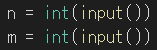 n = int(input())
m = int(input())